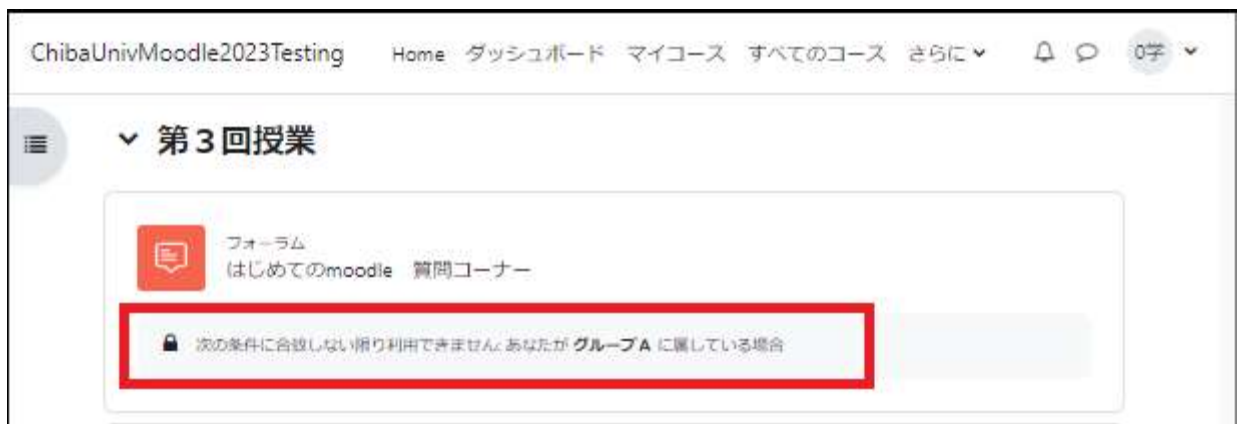 ChibaUnivMoodle2023Testing Home ダッシュボード マイコース すべてのコース さらに 0学
第3回授業
フォーラム
はじめてのmoodle 質問コーナー
次の条件に合致しない限り利用できません: あなたが グループA に属している場合